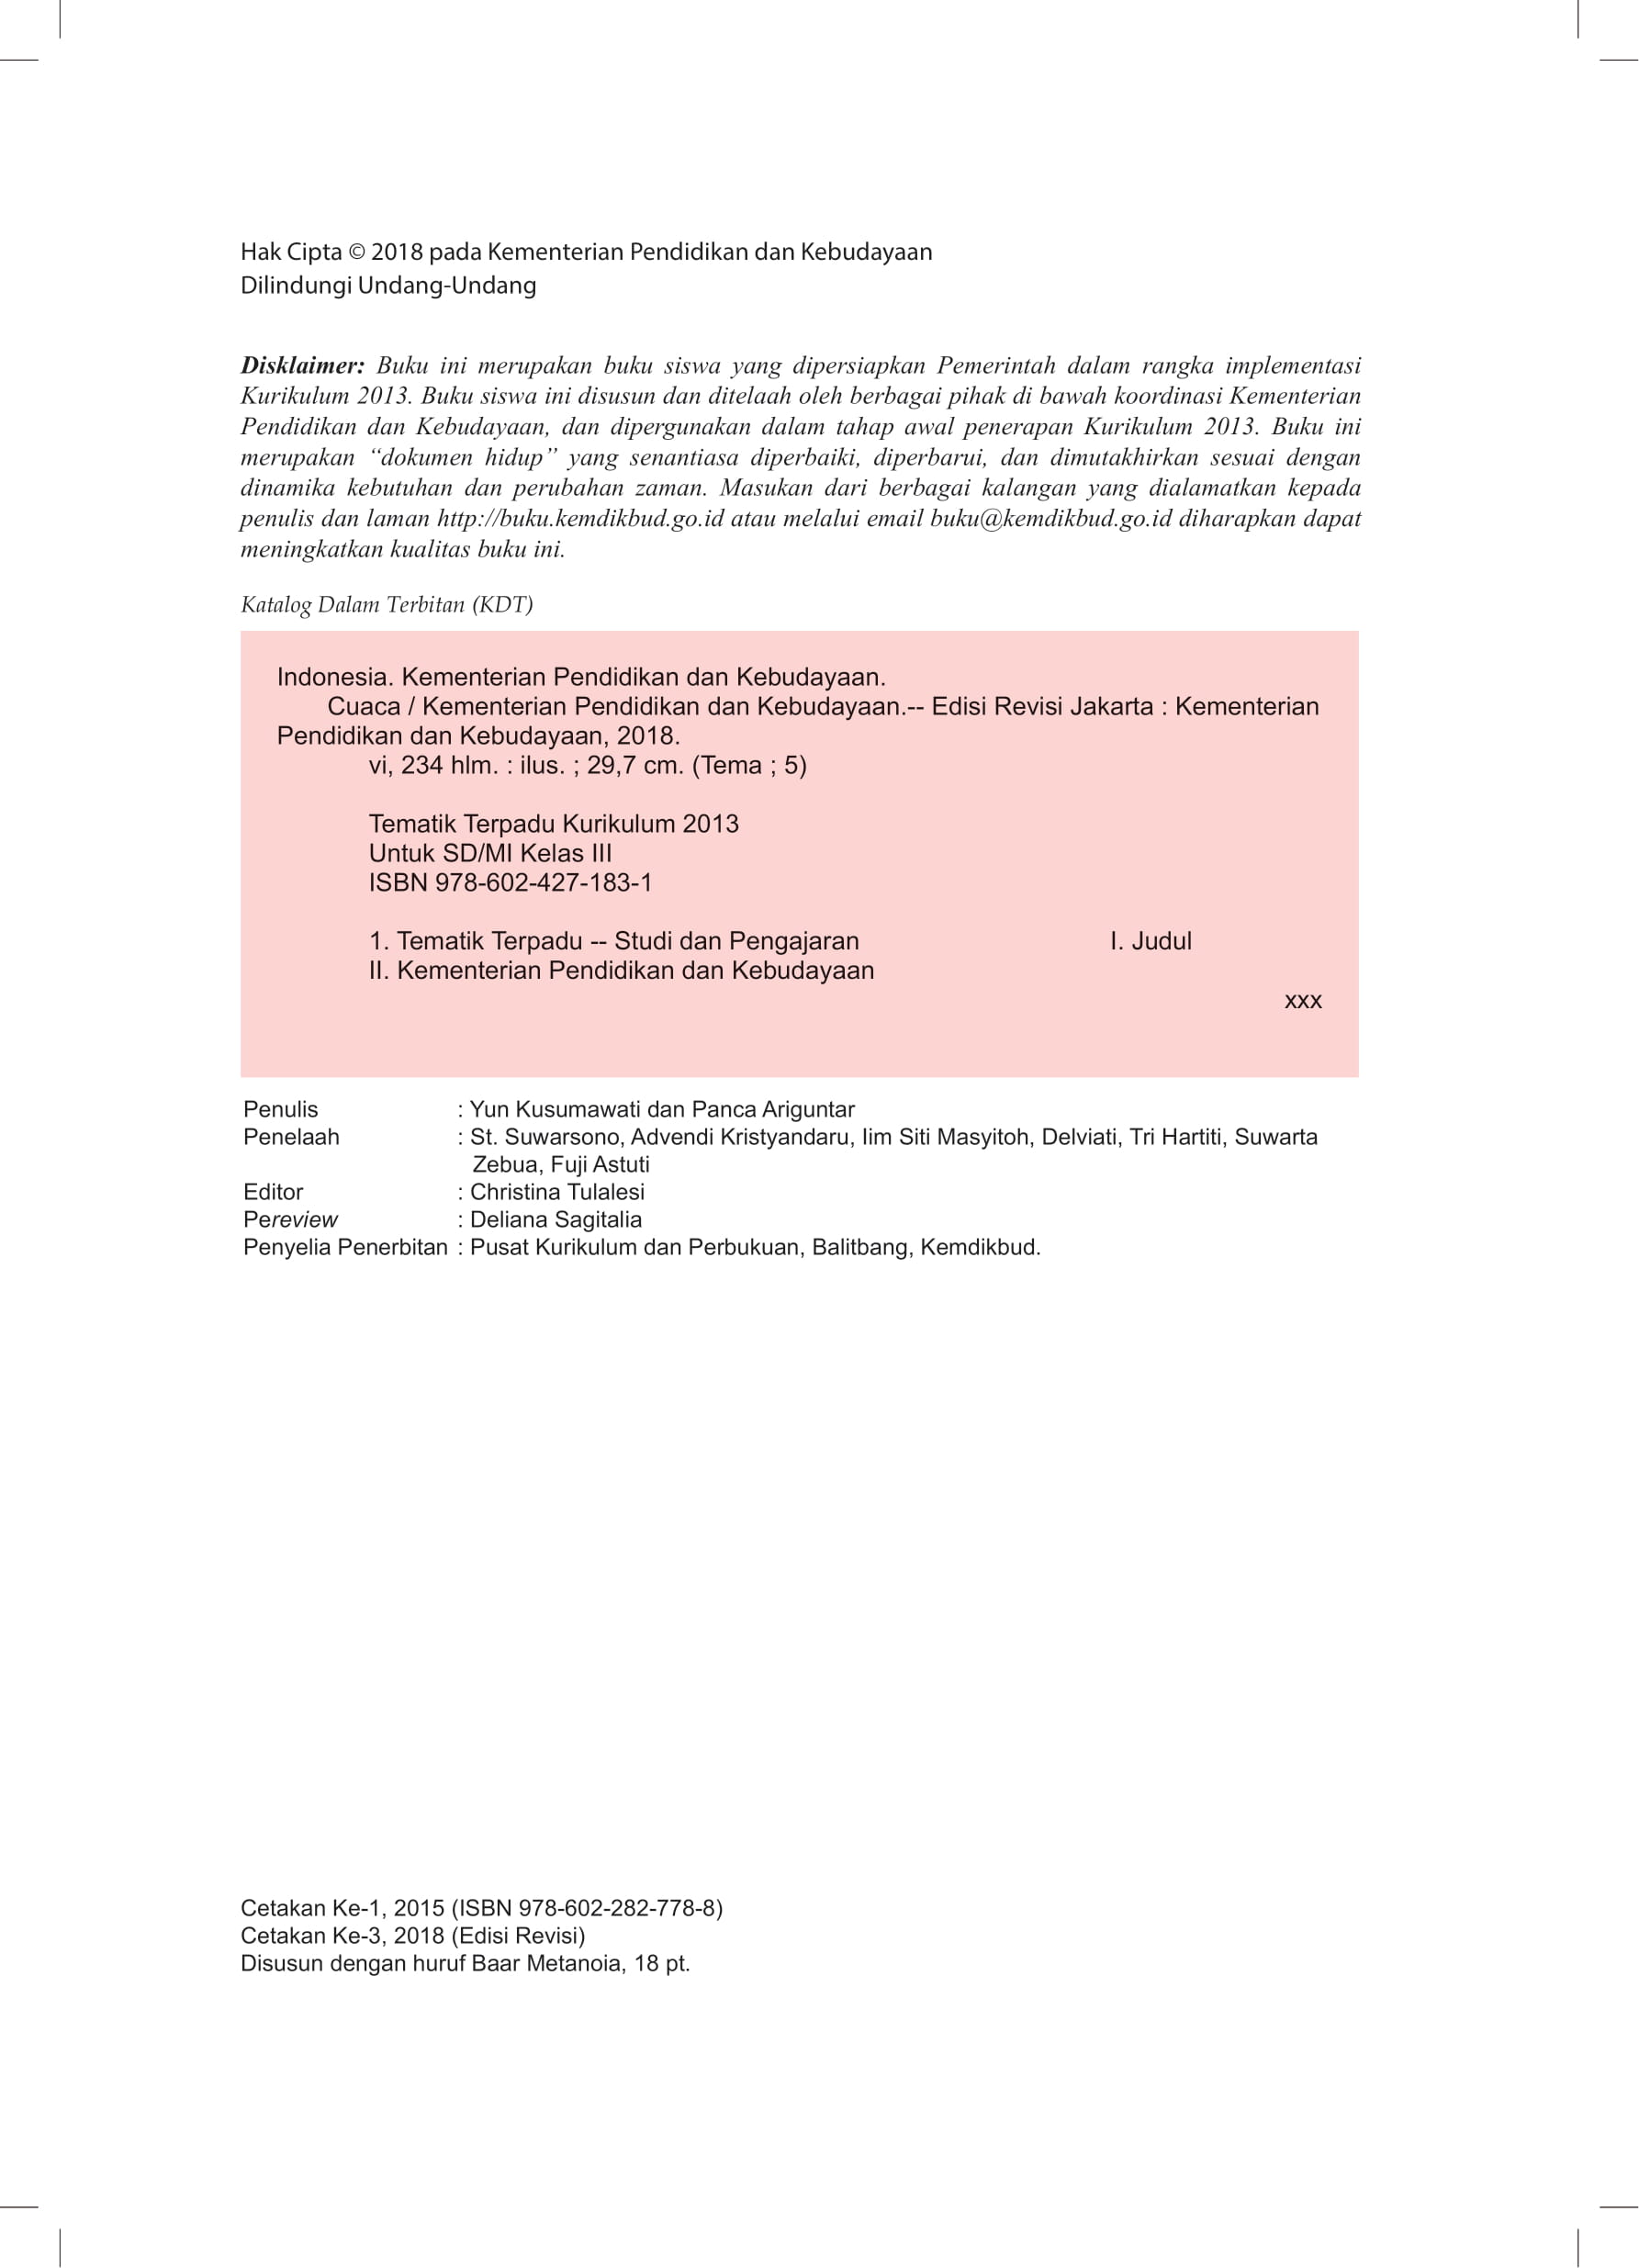 Hak Cipta © 2018 pada Kementerian Pendidikan dan Kebudayaan
Dilindungi Undang-Undang
Disklaimer: Buku ini merupakan buku siswa yang dipersiapkan Pemerintah dalam rangka implementasi
Kurikulum 2013. Buku siswa ini disusun dan ditelaah oleh berbagai pihak di bawah koordinasi Kementerian
Pendidikan dan Kebudayaan, dan dipergunakan dalam tahap awal penerapan Kurikulum 2013. Buku ini
merupakan “dokumen hidup” yang senantiasa diperbaiki, diperbarui, dan dimutakhirkan sesuai dengan
dinamika kebutuhan dan perubahan zaman. Masukan dari berbagai kalangan yang dialamatkan kepada
penulis dan laman http://buku.kemdikbud.go.id atau melalui email buku@kemdikbud.go.id diharapkan dapat
meningkatkan kualitas buku ini.
Katalog Dalam Terbitan (KDT)
Indonesia. Kementerian Pendidikan dan Kebudayaan.
Cuaca / Kementerian Pendidikan dan Kebudayaan.-- Edisi Revisi Jakarta : Kementerian
Pendidikan dan Kebudayaan, 2018.
vi, 234 hlm. : ilus. ; 29,7 cm. (Tema ; 5)
Tematik Terpadu Kurikulum 2013
Untuk SD/MI Kelas III
ISBN 978-602-427-183-1
1. Tematik Terpadu -- Studi dan Pengajaran I. Judul
II. Kementerian Pendidikan dan Kebudayaan
xxx
Penulis : Yun Kusumawati dan Panca Ariguntar
Penelaah : St. Suwarsono, Advendi Kristyandaru, Iim Siti Masyitoh, Delviati, Tri Hartiti, Suwarta
Zebua, Fuji Astuti
Editor : Christina Tulalesi
Pereview : Deliana Sagitalia
Penyelia Penerbitan : Pusat Kurikulum dan Perbukuan, Balitbang, Kemdikbud.
Cetakan Ke-1, 2015 (ISBN 978-602-282-778-8)
Cetakan Ke-3, 2018 (Edisi Revisi)
Disusun dengan huruf Baar Metanoia, 18 pt.